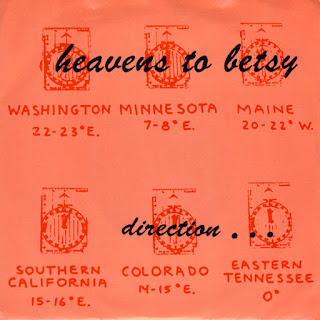 heavens to betsy
WASHINGTON MINNESOTA MAINE
22-23° E. 7-8° E. 20-22° W.
direction...
SOUTHERN CALIFORNIA COLORADO EASTERN TENNESSEE
15-16° E. 14-15° E. 0°